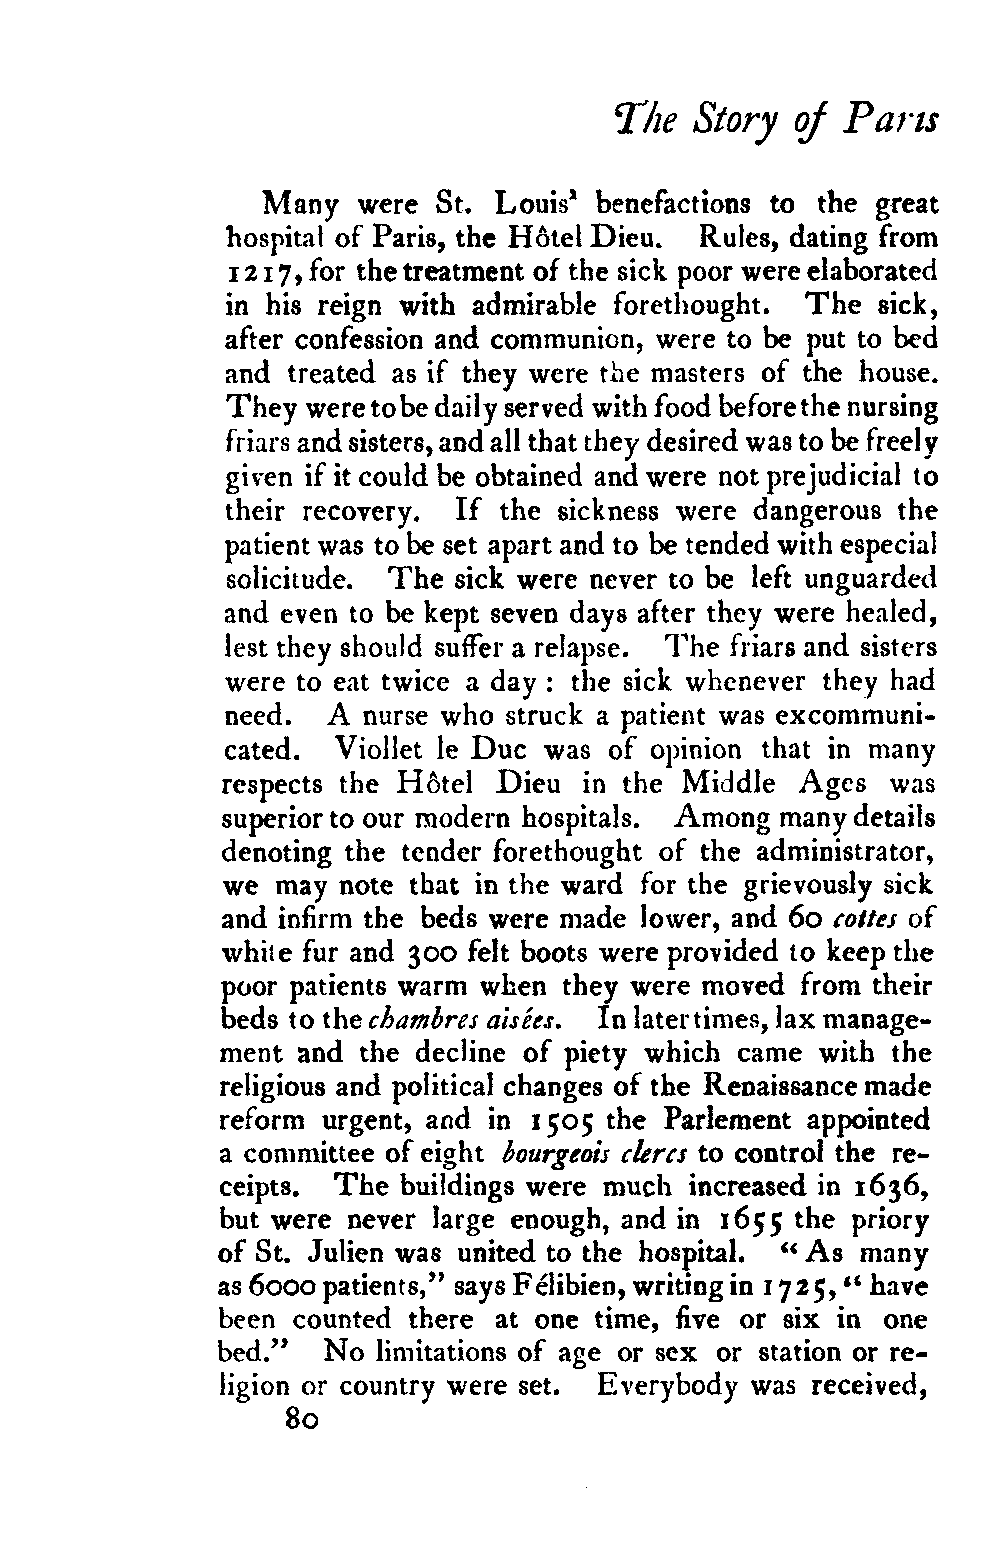 The Story of Paris
Many were St. Louis' benefactions to the great
hospital of Paris, the Hôtel Dieu. Rules, dating from
1217, for the treatment of the sick poor were elaborated
in his reign with admirable forethought. The sick,
after confession and communion, were to be put to bed
and treated as if they were the masters of the house.
They were to be daily served with food before the nursing
friars and sisters, and all that they desired was to be freely
given if it could be obtained and were not prejudicial to
their recovery. If the sickness were dangerous the
patient was to be set apart and to be tended with especial
solicitude. The sick were never to be left unguarded
and even to be kept seven days after they were healed,
lest they should suffer a relapse. The friars and sisters
were to eat twice a day : the sick whenever they had
need. A nurse who struck a patient was excommuni-
cated. Viollet le Duc was of opinion that in many
respects the Hôtel Dieu in the Middle Ages was
superior to our modern hospitals. Among many details
denoting the tender forethought of the administrator,
we may note that in the ward for the grievously sick
and infirm the beds were made lower, and 60 cottes of
white fur and 300 felt boots were provided to keep the
poor patients warm when they were moved from their
beds to the chambres aisées. In later times, lax manage-
ment and the decline of piety which came with the
religious and political changes of the Renaissance made
reform urgent, and in 1505 the Parlement appointed
a committee of eight bourgeois clercs to control the re-
ceipts. The buildings were much increased in 1636,
but were never large enough, and in 1655 the priory
of St. Julien was united to the hospital. “As many
as 6000 patients,” says Félibien, writing in 1725, “have
been counted there at one time, five or six in one
bed.” No limitations of age or sex or station or re-
ligion or country were set. Everybody was received,
80